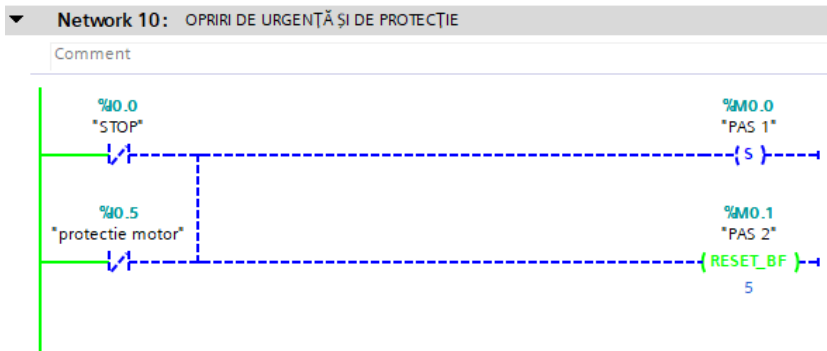 Network 10: OPRIRI DE URGENȚĂ ȘI DE PROTECȚIE
Comment
%I0.0
"STOP"
%M0.0
"PAS 1"
S
%I0.5
"protectie motor"
%M0.1
"PAS 2"
RESET_BF
5